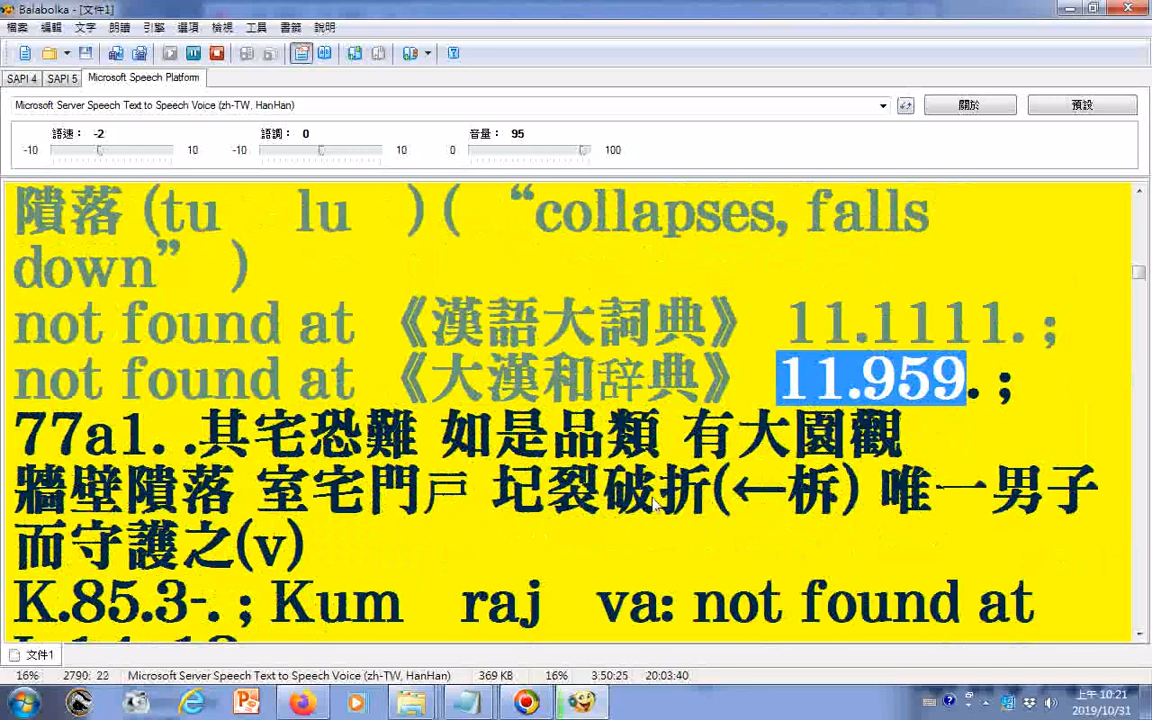 Balabolka - [文件1]
檔案 編輯 文字 朗讀 引擎 選項 檢視 工具 書籤 說明
SAPI 4 SAPI 5 Microsoft Speech Platform
Microsoft Server Speech Text to Speech Voice (zh-TW, HanHan) 關於 預設
語速： -2 語調： 0 音量： 95
-10 10 -10 10 0 100
隤落 (tu lu )( “collapses, falls
down” )
not found at 《漢語大詞典》 11.1111. ;
not found at 《大漢和辞典》 11.959. ;
77a1. .其宅恐難 如是品類 有大園觀
牆壁隤落 室宅門戸 圮裂破折(←柝) 唯一男子
而守護之(v)
K.85.3-. ; Kum raj va: not found at
文件1
16% 2790: 22 Microsoft Server Speech Text to Speech Voice (zh-TW, HanHan) 369 KB 16% 3:50:25 20:03:40
上午 10:21
2019/10/31